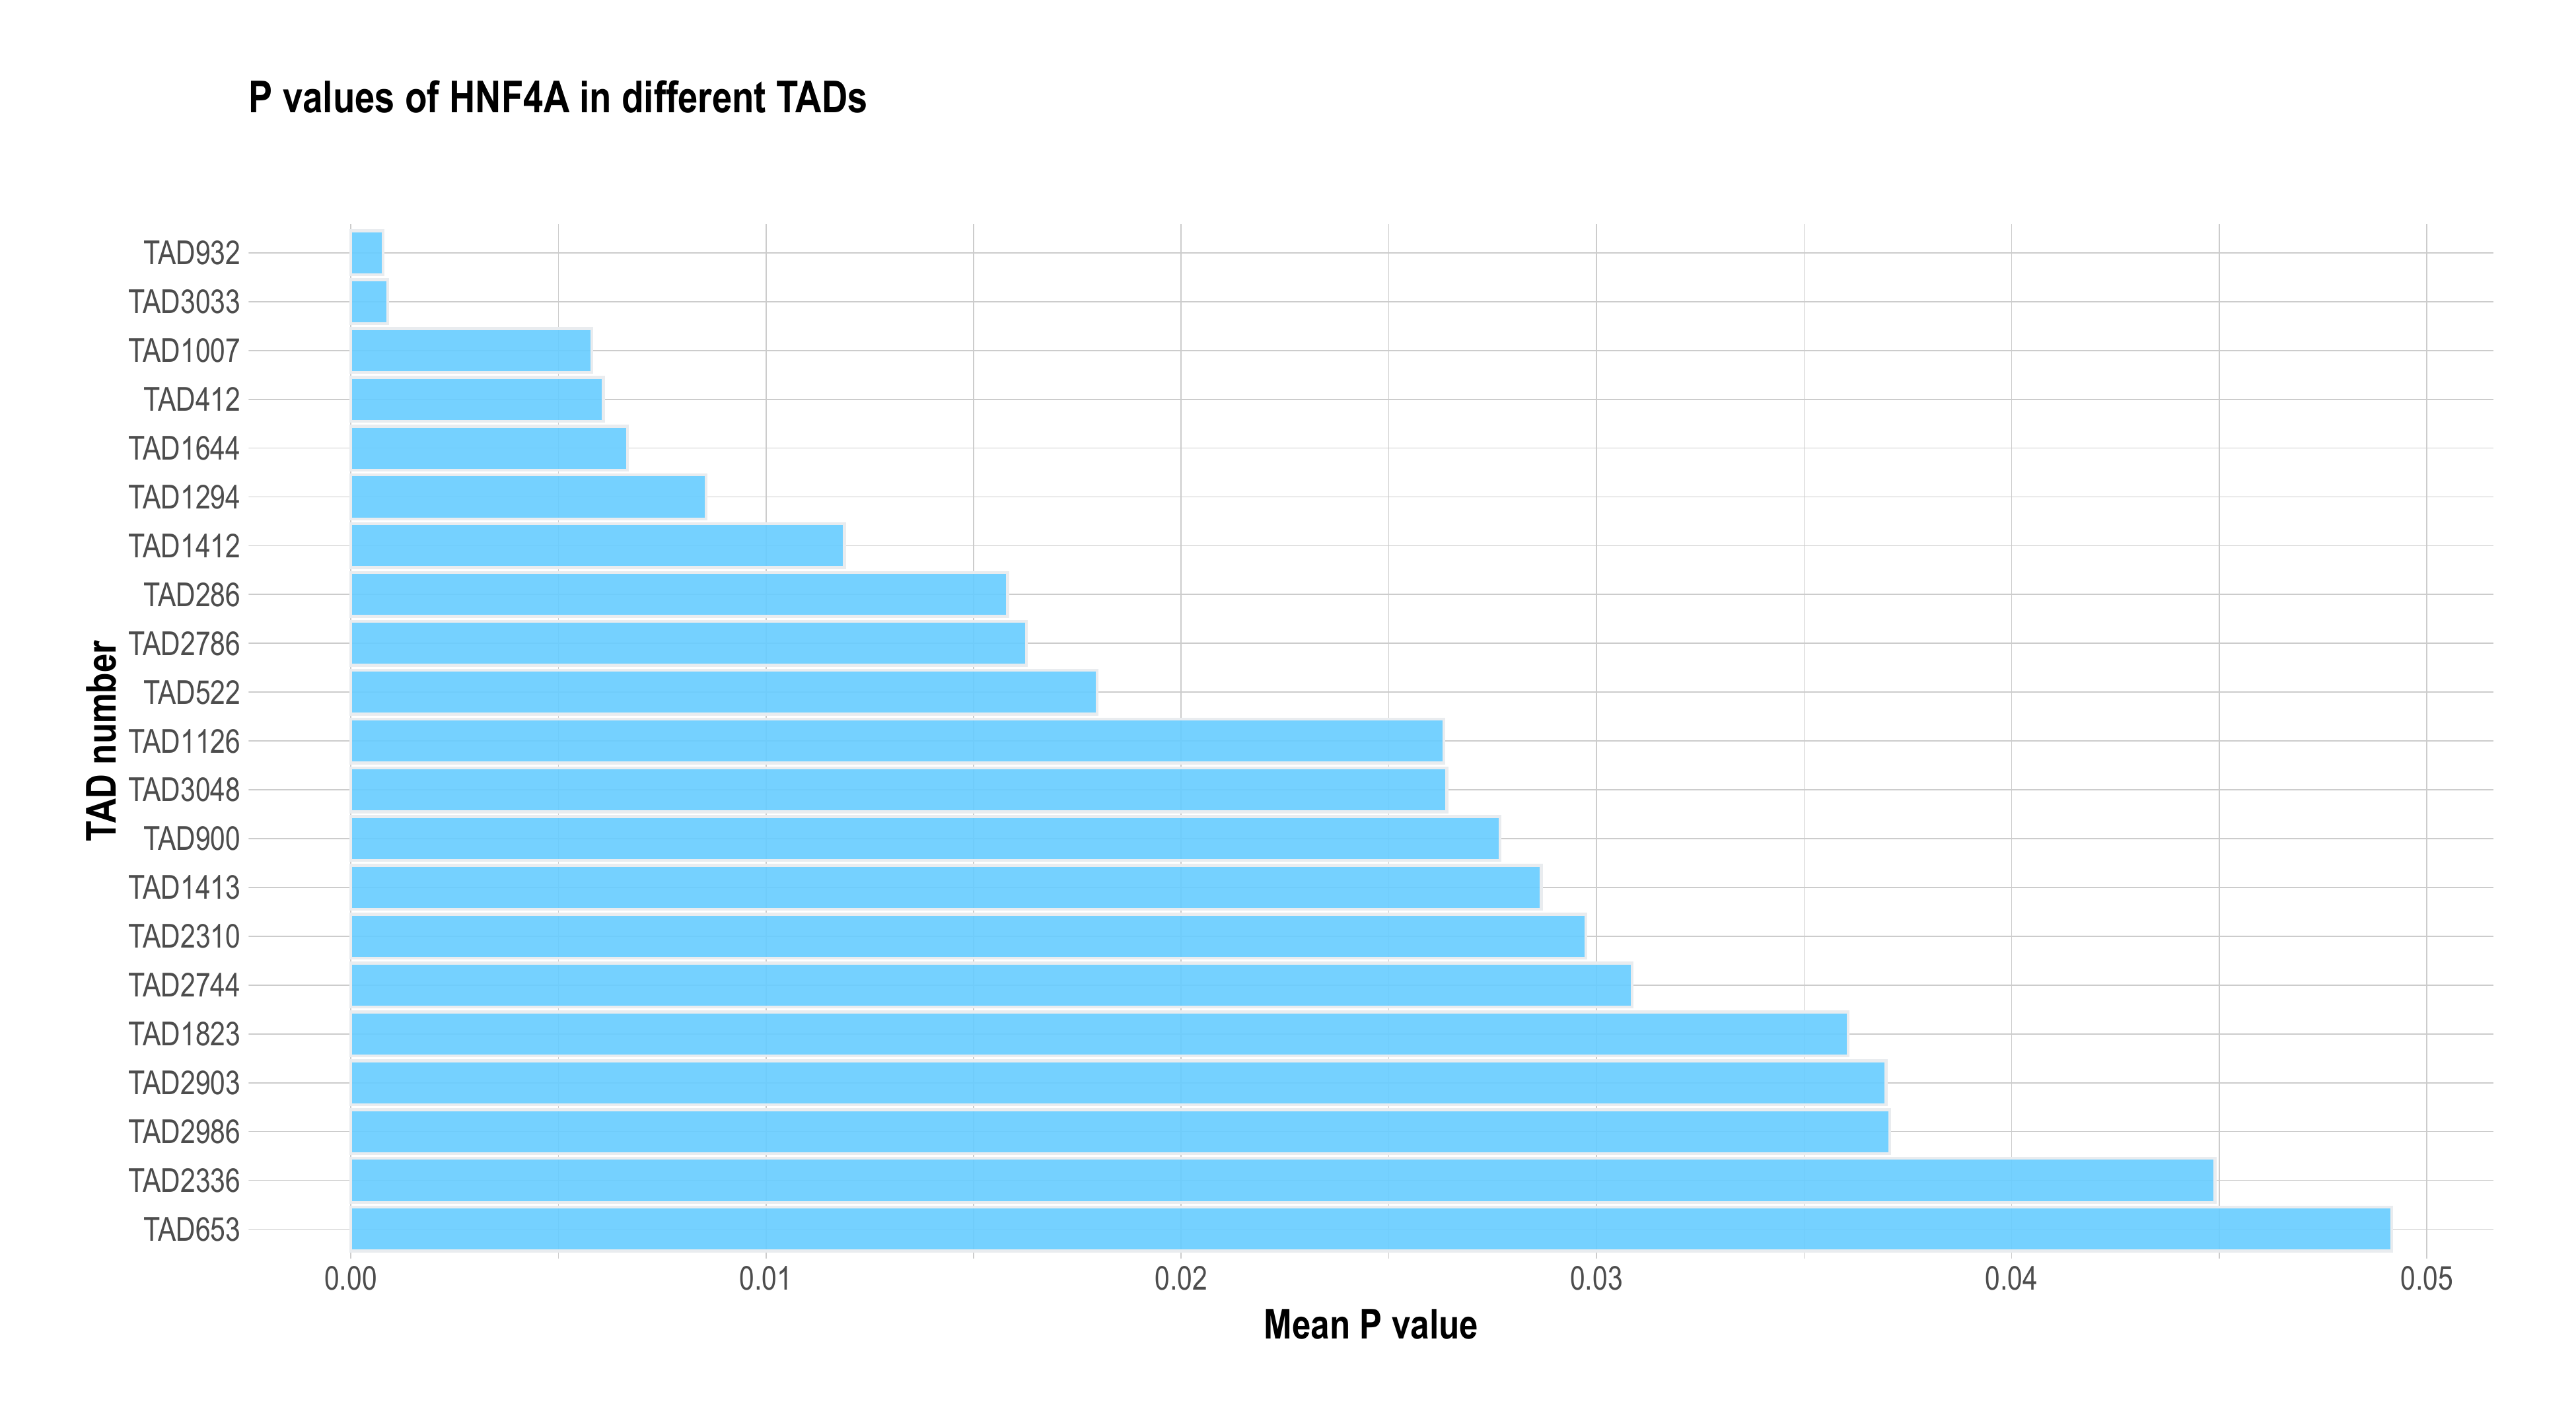 P values of HNF4A in different TADs
TAD number
TAD932
TAD3033
TAD1007
TAD412
TAD1644
TAD1294
TAD1412
TAD286
TAD2786
TAD522
TAD1126
TAD3048
TAD900
TAD1413
TAD2310
TAD2744
TAD1823
TAD2903
TAD2986
TAD2336
TAD653
0.00 0.01 0.02 0.03 0.04 0.05
Mean P value